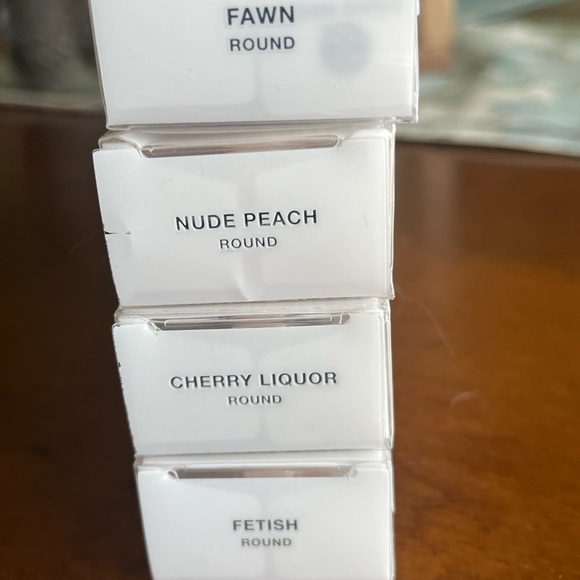 FAWN
ROUND
NUDE PEACH
ROUND
CHERRY LIQUOR
ROUND
FETISH
ROUND